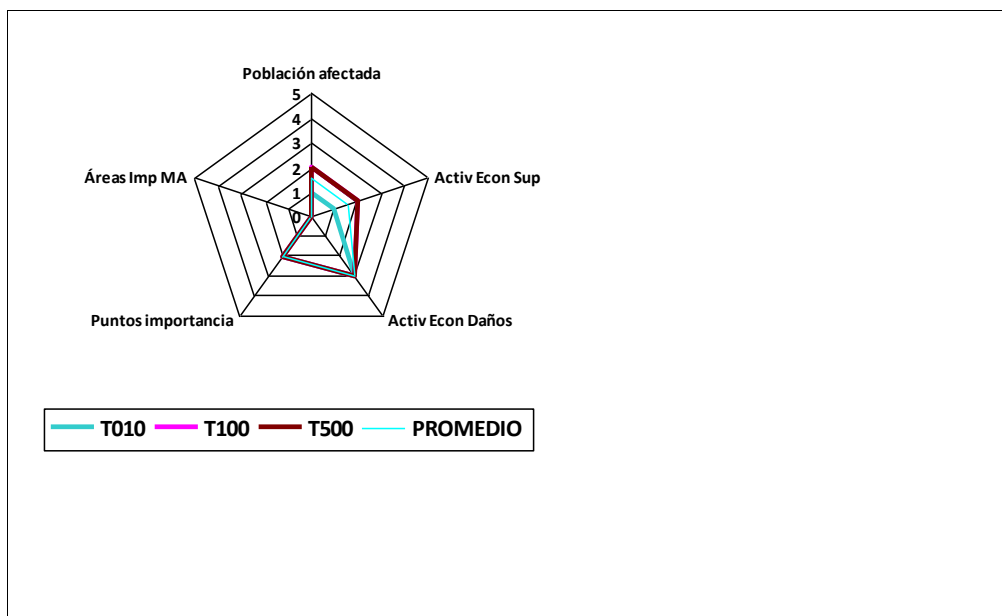 Población afectada
5
4
3
2
1
0
Áreas Imp MA
Activ Econ Sup
Puntos importancia
Activ Econ Daños
T010 T100 T500 PROMEDIO